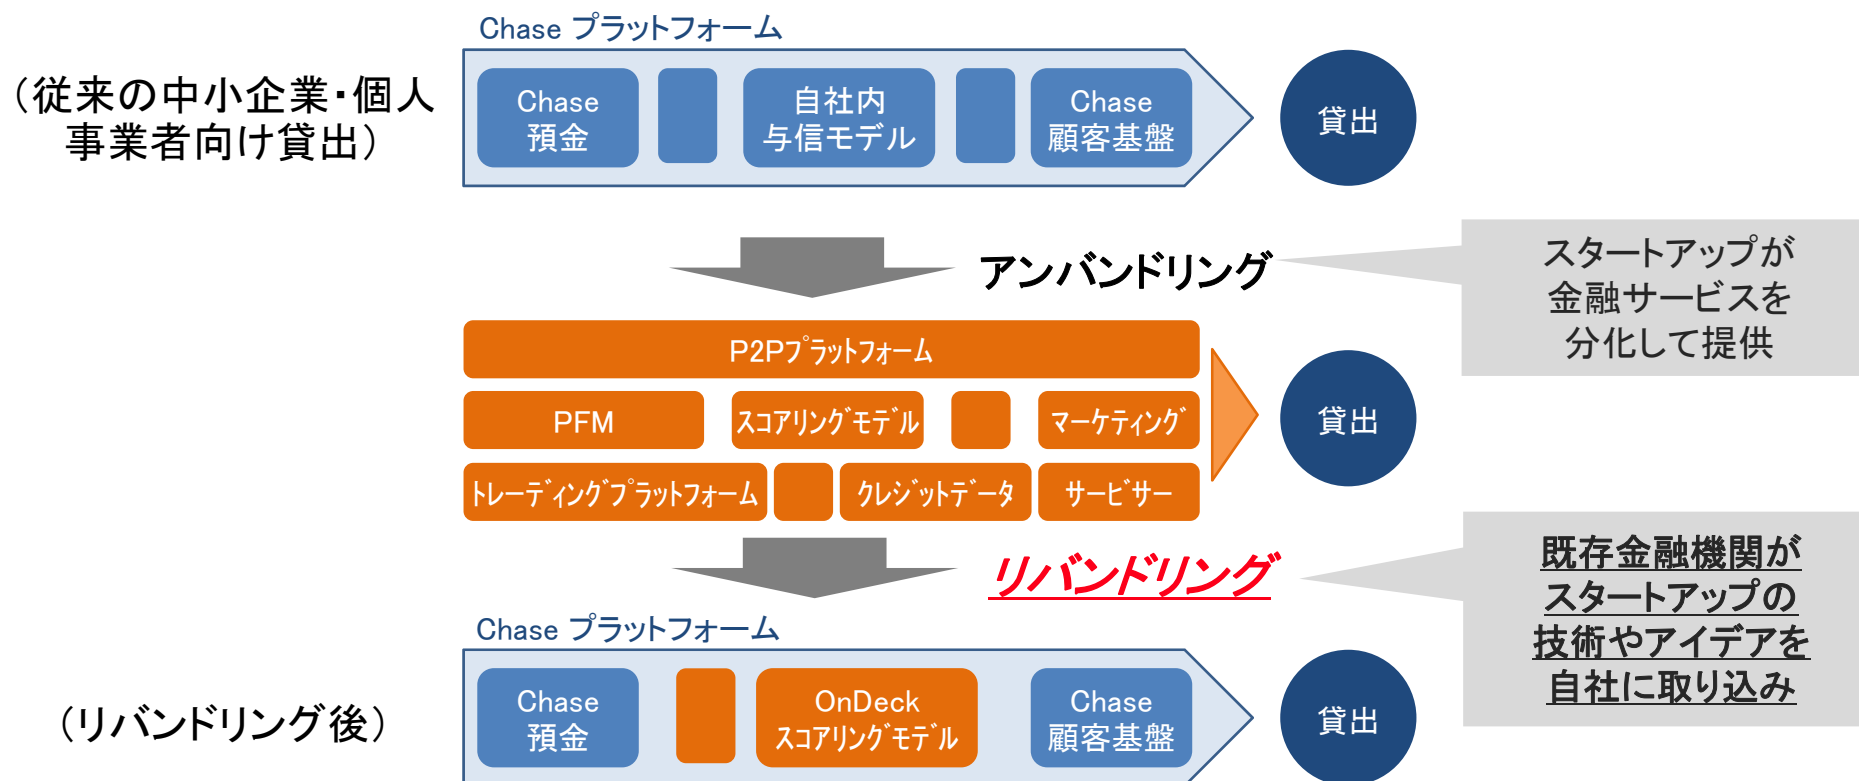 Chase プラットフォーム
（従来の中小企業・個人
事業者向け貸出）
Chase
預金
自社内
与信モデル
Chase
顧客基盤
貸出
アンバンドリング
スタートアップが
金融サービスを
分化して提供
P2Pﾌﾟﾗｯﾄﾌｫｰﾑ
PFM
ｽｺｱﾘﾝｸﾞﾓﾃﾞﾙ
ﾏｰｹﾃｨﾝｸﾞ
ﾄﾚｰﾃﾞｨﾝｸﾞﾌﾟﾗｯﾄﾌｫｰﾑ
ｸﾚｼﾞｯﾄﾃﾞｰﾀ
ｻｰﾋﾞｻｰ
貸出
リバンドリング
既存金融機関が
スタートアップの
技術やアイデアを
自社に取り込み
Chase プラットフォーム
（リバンドリング後）
Chase
預金
OnDeck
ｽｺｱﾘﾝｸﾞﾓﾃﾞﾙ
Chase
顧客基盤
貸出